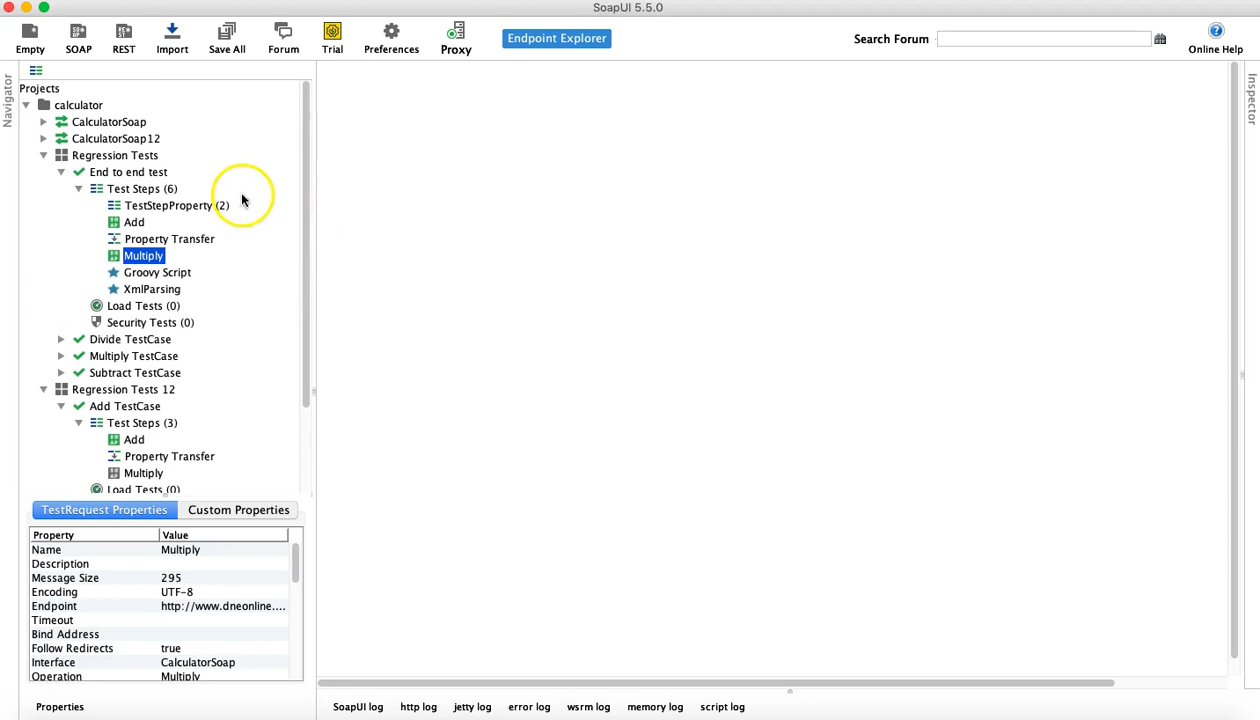 SoapUI 5.5.0
Empty SOAP REST Import Save All Forum Trial Preferences Proxy Endpoint Explorer Search Forum Online Help
Navigator
Inspector
Projects
calculator
CalculatorSoap
CalculatorSoap12
Regression Tests
End to end test
Test Steps (6)
TestStepProperty (2)
Add
Property Transfer
Multiply
Groovy Script
XmlParsing
Load Tests (0)
Security Tests (0)
Divide TestCase
Multiply TestCase
Subtract TestCase
Regression Tests 12
Add TestCase
Test Steps (3)
Add
Property Transfer
Multiply
Load Tests (0)
TestRequest Properties Custom Properties
Property Value
Name Multiply
Description
Message Size 295
Encoding UTF-8
Endpoint http://www.dneonline....
Timeout
Bind Address
Follow Redirects true
Interface CalculatorSoap
Operation Multiply
Properties
SoapUI log http log jetty log error log wsrm log memory log script log